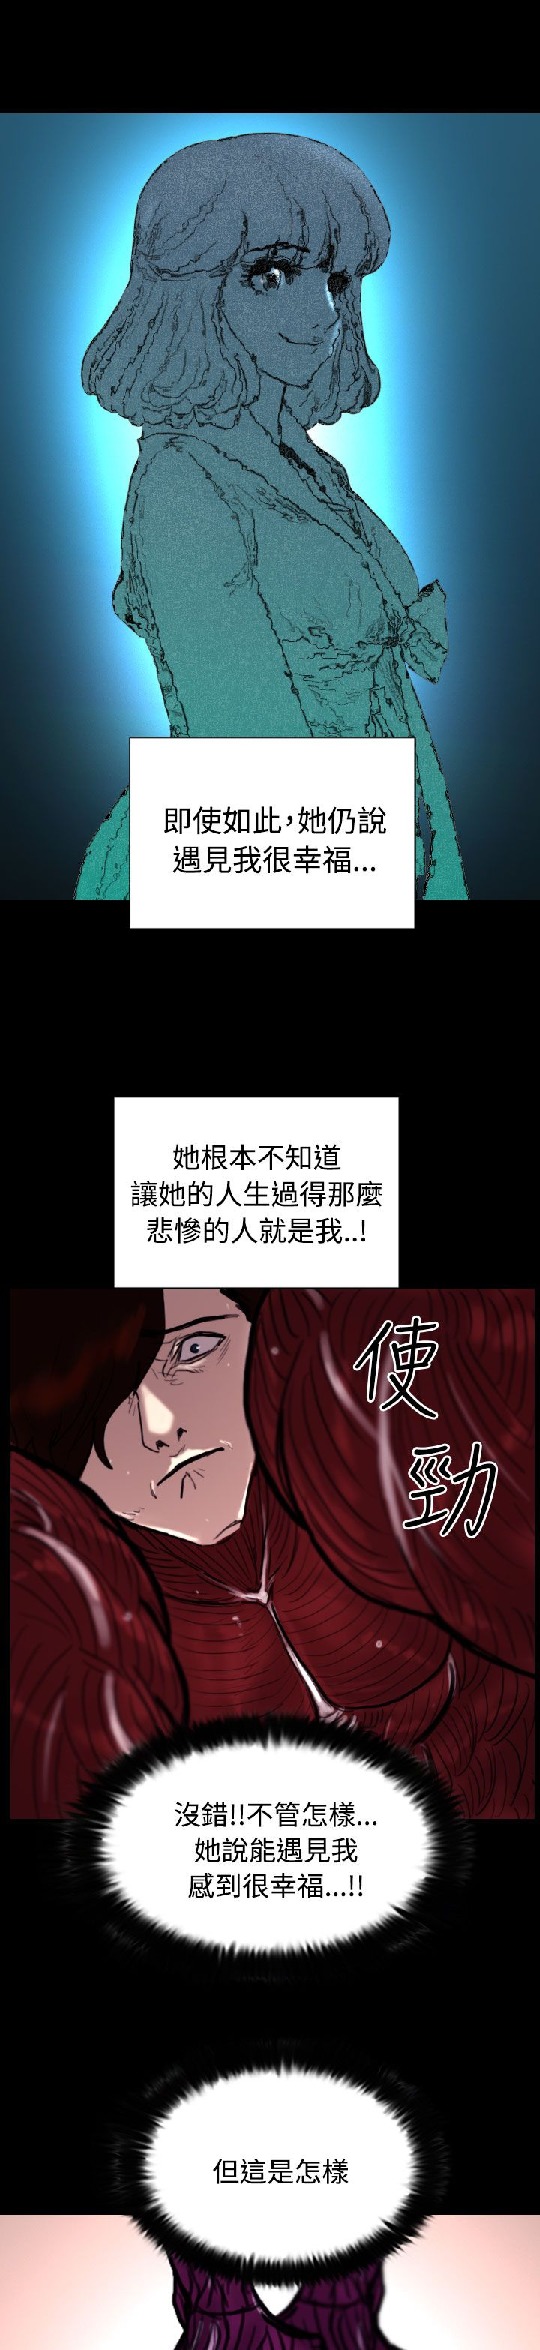 即使如此,她仍說
遇見我很幸福...
她根本不知道
讓她的人生過得那麼
悲慘的人就是我..!
使
勁
沒錯!!不管怎樣...
她說能遇見我
感到很幸福...!!
但這是怎樣